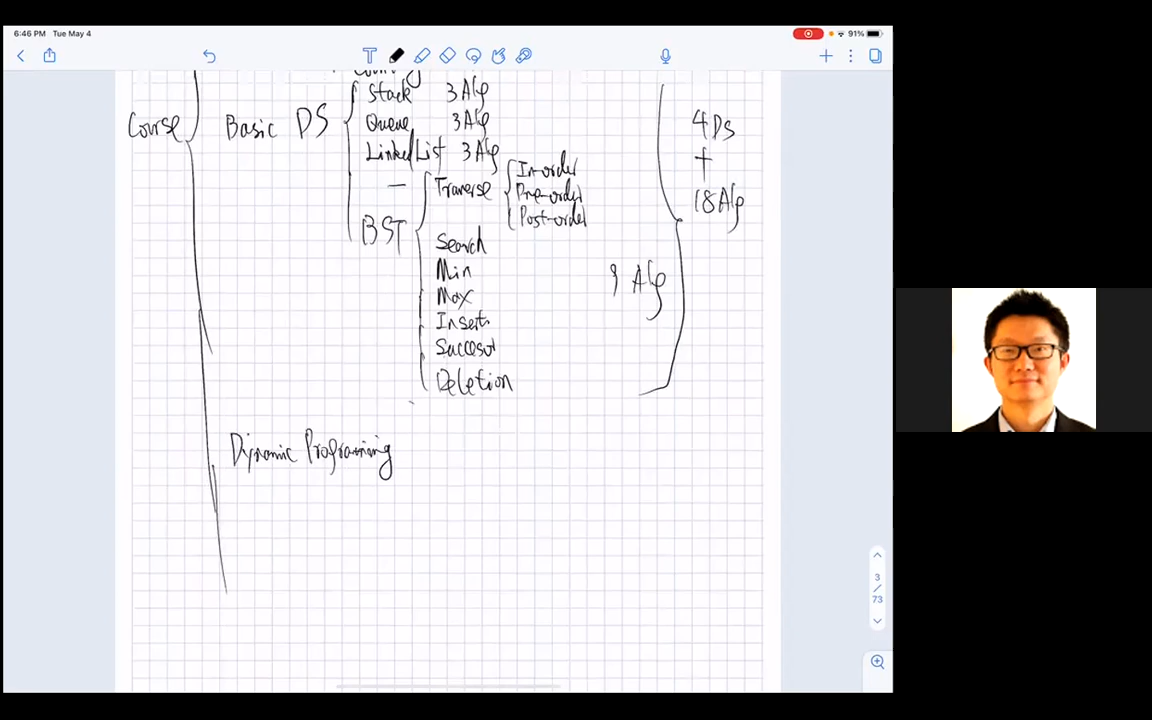 6:46 PM Tue May 4
91%
Stack 3 Alg
Course
Basic DS
Queue 3 Alg
4 DS
+
18 Alg
LinkedList 3 Alg
In-order
Traverse
Pre-order
Post-order
BST
Search
Min
9 Alg
Max
Insert
Succesor
Deletion
Dynamic Programing
3
/
73